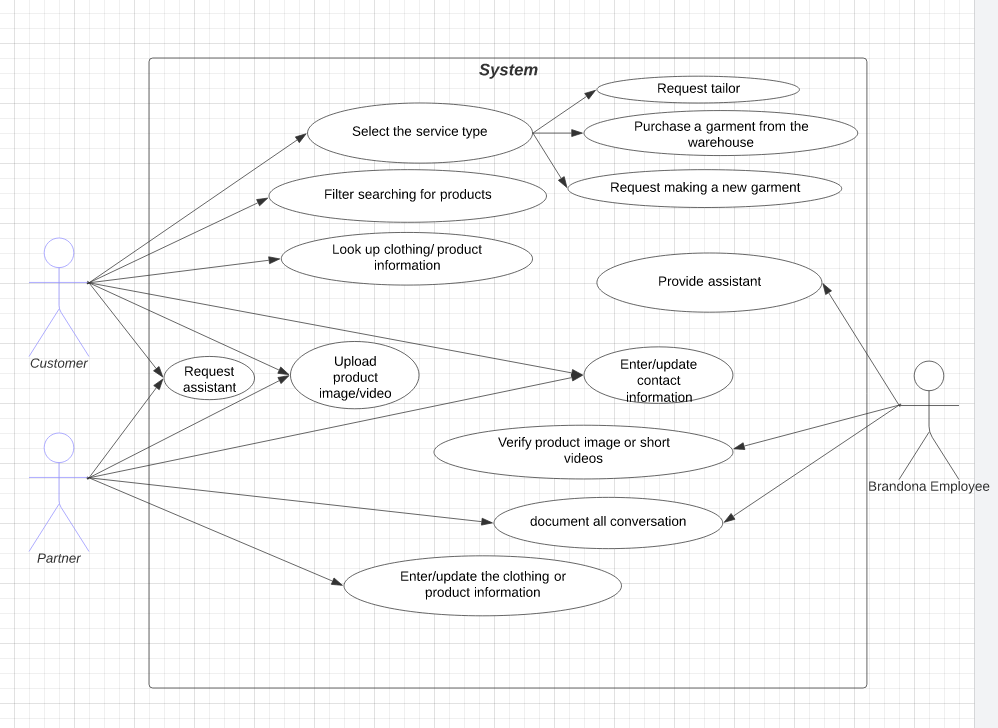 System
Request tailor
Select the service type
Purchase a garment from the
warehouse
Request making a new garment
Filter searching for products
Look up clothing/ product
information
Provide assistant
Customer
Request
assistant
Upload
product
image/video
Enter/update
contact
information
Verify product image or short
videos
Brandona Employee
document all conversation
Partner
Enter/update the clothing or
product information